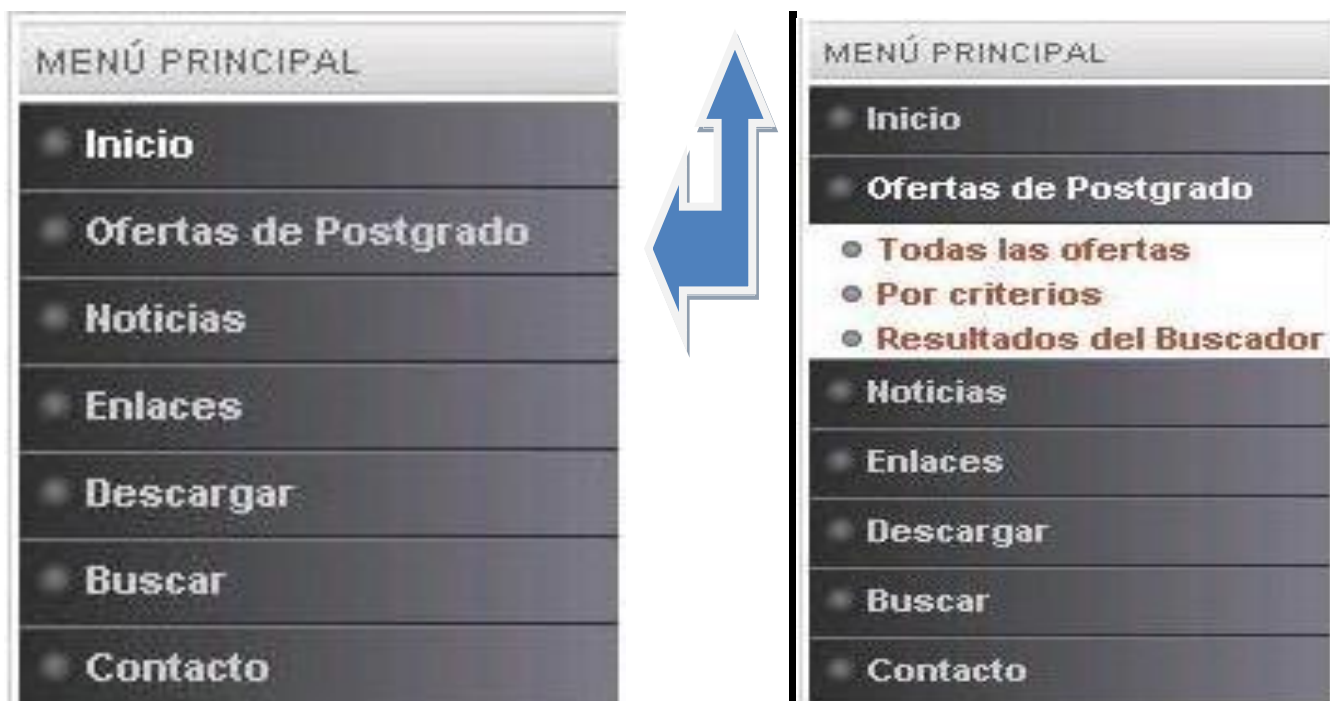 MENÚ PRINCIPAL
Inicio
Ofertas de Postgrado
Noticias
Enlaces
Descargar
Buscar
Contacto
MENÚ PRINCIPAL
Inicio
Ofertas de Postgrado
Todas las ofertas
Por criterios
Resultados del Buscador
Noticias
Enlaces
Descargar
Buscar
Contacto